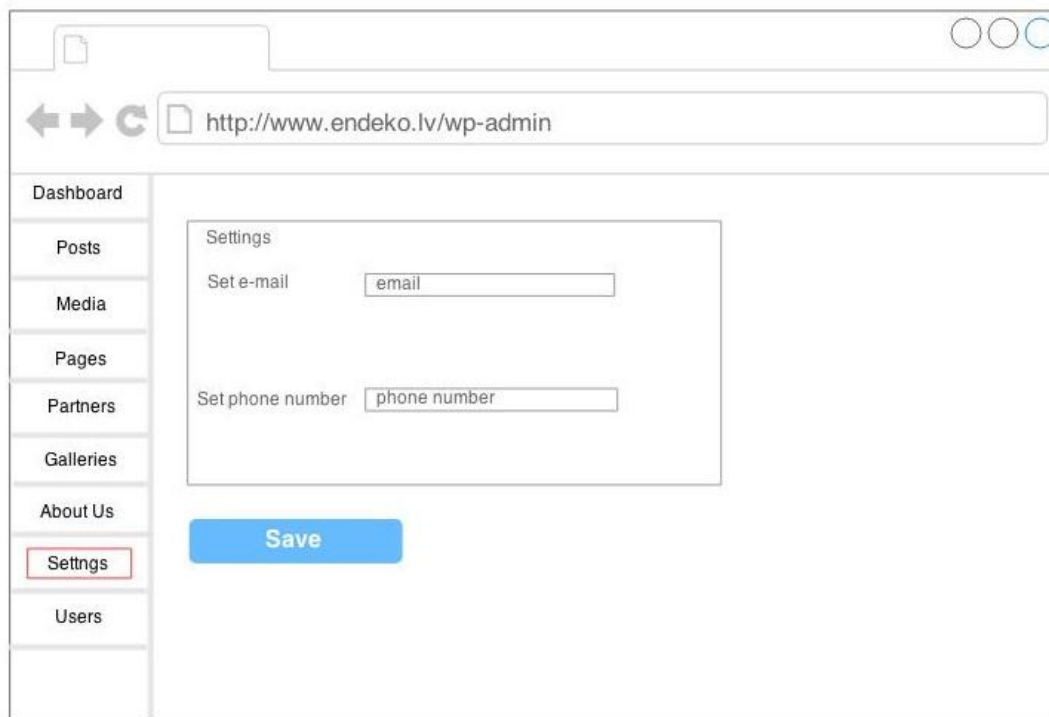 http://www.endeko.lv/wp-admin
Dashboard
Posts
Media
Pages
Partners
Galleries
About Us
Settngs
Users
Settings
Set e-mail email
Set phone number phone number
Save